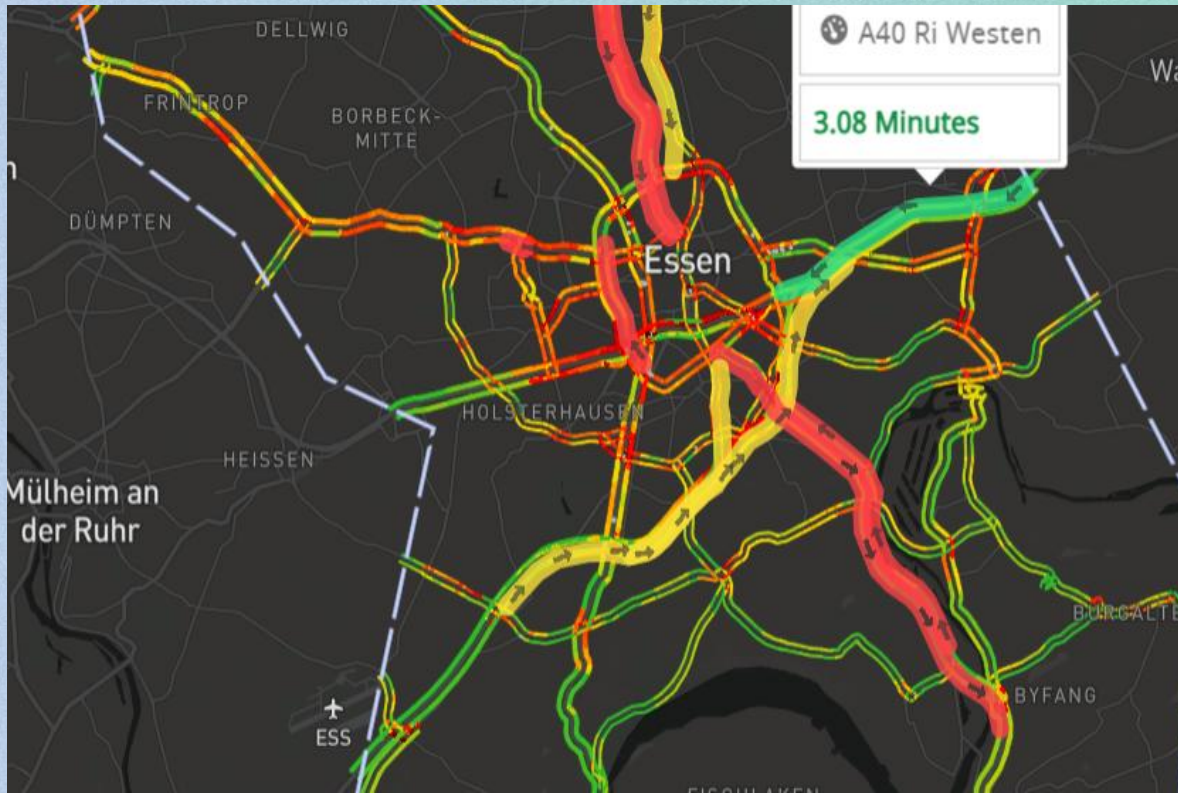 DELLWIG
A40 Ri Westen
3.08 Minutes
FRINTROP
BORBECK-
MITTE
DÜMPTEN
Essen
HOLSTERHAUSEN
HEISSEN
Mülheim an
der Ruhr
BYFANG
ESS